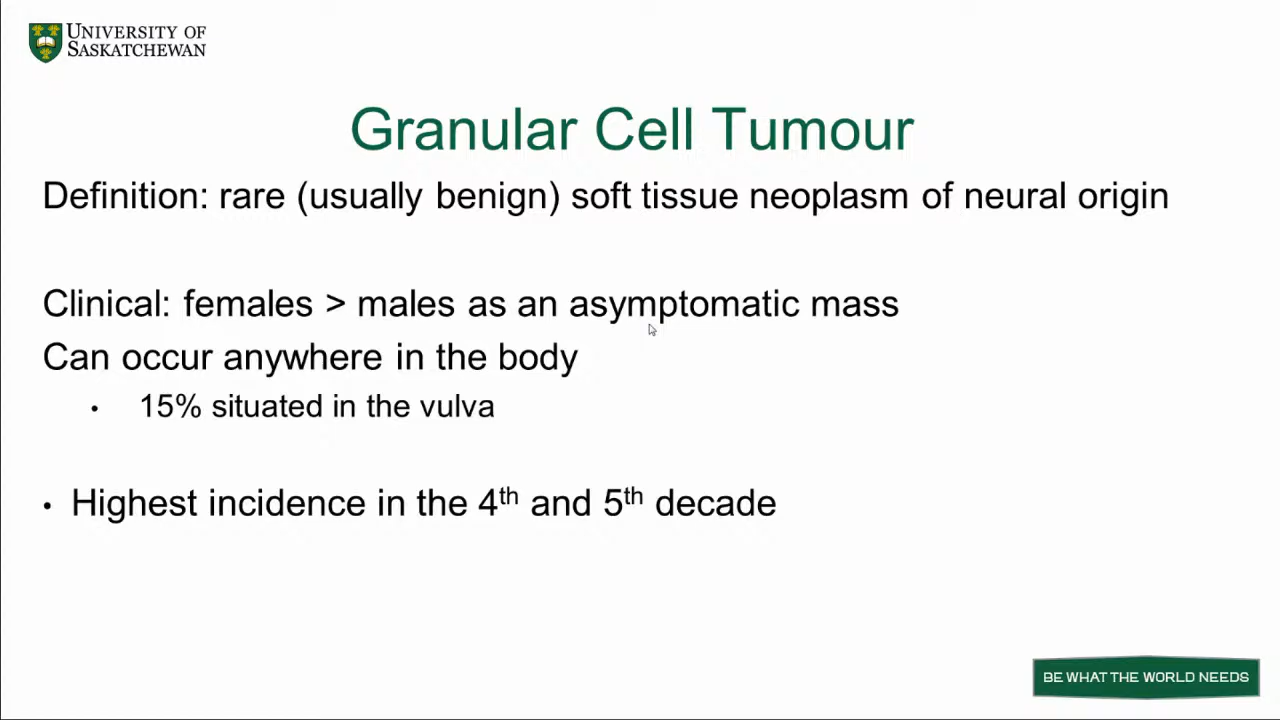 UNIVERSITY OF
SASKATCHEWAN
Granular Cell Tumour
Definition: rare (usually benign) soft tissue neoplasm of neural origin
Clinical: females > males as an asymptomatic mass
Can occur anywhere in the body
• 15% situated in the vulva
• Highest incidence in the 4th and 5th decade
BE WHAT THE WORLD NEEDS